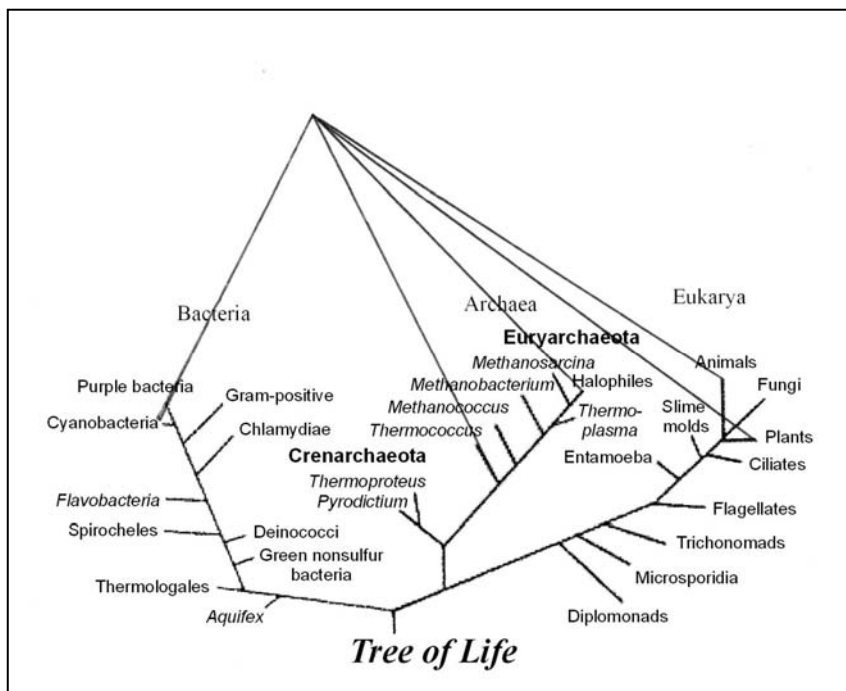 Bacteria
Archaea
Eukarya
Euryarchaeota
Methanosarcina
Animals
Purple bacteria
Methanobacterium
Halophiles
Fungi
Gram-positive
Cyanobacteria
Methanococcus
Thermo-
plasma
Slime
molds
Chlamydiae
Thermococcus
Plants
Crenarchaeota
Entamoeba
Ciliates
Thermoproteus
Pyrodictium
Flavobacteria
Flagellates
Spirocheles
Deinococci
Trichonomads
Green nonsulfur
bacteria
Microsporidia
Thermologales
Aquifex
Diplomonads
Tree of Life